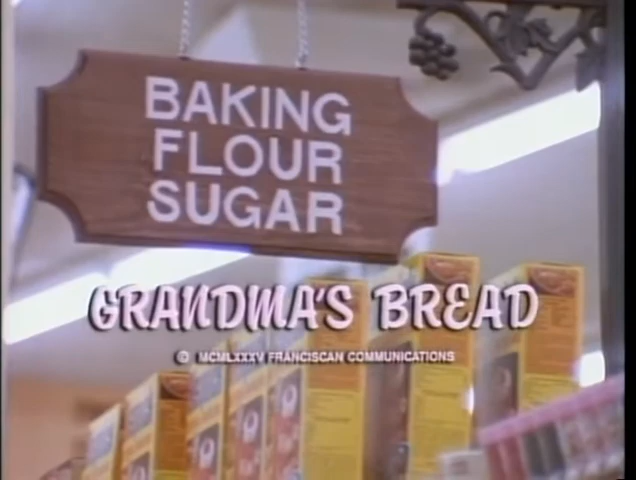 BAKING
FLOUR
SUGAR
GRANDMA'S BREAD
© MCMLXXXV FRANCISCAN COMMUNICATIONS